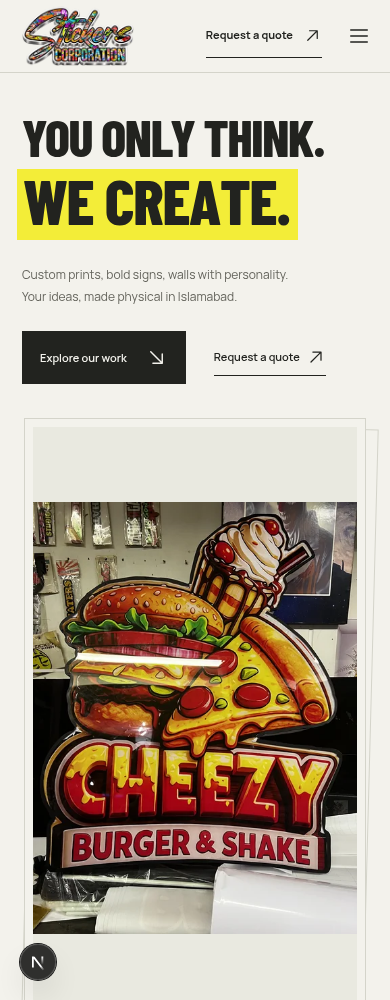 Stickers
CORPORATION
Request a quote
YOU ONLY THINK.
WE CREATE.
Custom prints, bold signs, walls with personality.
Your ideas, made physical in Islamabad.
Explore our work
Request a quote
CHEEZY
BURGER & SHAKE
N